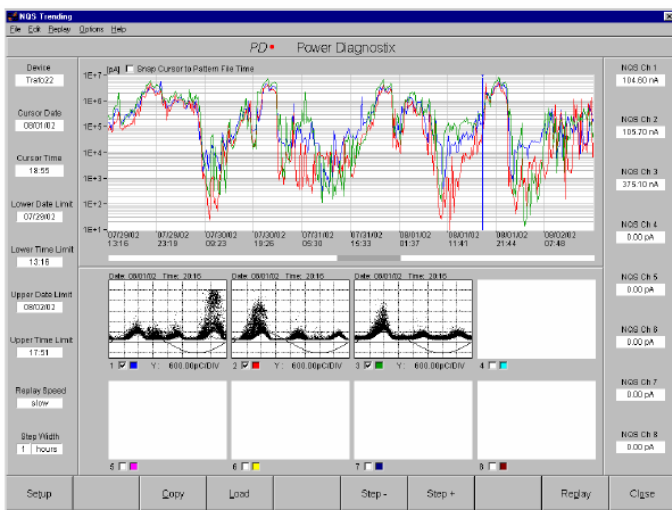 NQS Trending
File Edit Replay Options Help
PD• Power Diagnostix
Device
Trafo22
Cursor Date
08/01/02
Cursor Time
18:55
Lower Date Limit
07/29/02
Lower Time Limit
13:16
Upper Date Limit
Upper Time Limit
17:51
Replay Speed
slow
Step Width
1 hours
[pA] Snap Cursor to Pattern File Time
1E+7
1E+6
1E+5
1E+4
1E+3
1E+2
1E+1
07/29/02 07/29/02 07/30/02 07/30/02 07/31/02 07/31/02 08/01/02 08/01/02 08/01/02 08/02/02
13:16 23:19 09:23 19:26 05:30 15:33 01:37 11:41 21:44 07:48
Date: 08/01/02 Time: 20:15 Date: 08/01/02 Time: 20:15 Date: 08/01/02 Time: 20:15
1 Y: 600.00pC/DIV 2 Y: 600.00pC/DIV 3 Y: 600.00pC/DIV 4
5 6 7 8
NQS Ch 1
104.60 nA
NQS Ch 2
105.70 nA
NQS Ch 3
375.10 nA
NQS Ch 4
0.00 pA
NQS Ch 5
0.00 pA
NQS Ch 6
0.00 pA
NQS Ch 7
0.00 pA
NQS Ch 8
0.00 pA
Setup Copy Load Step - Step + Replay Close